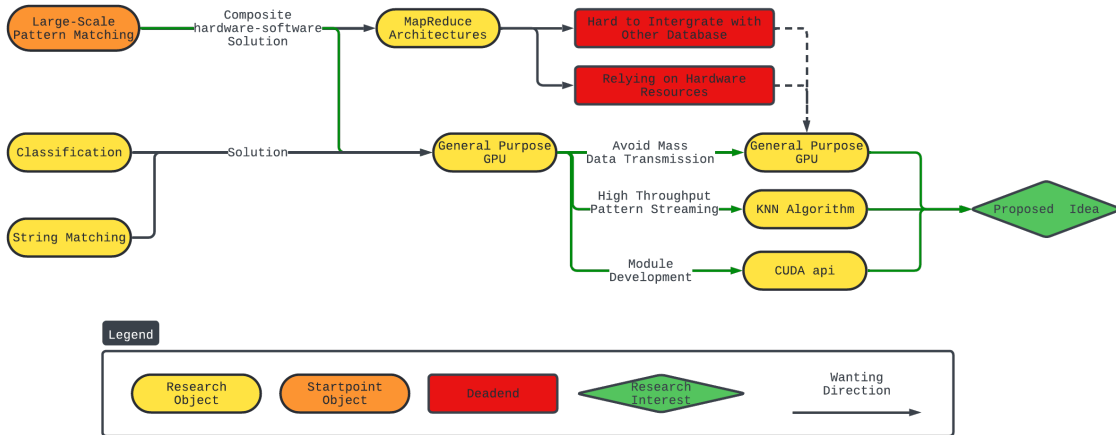 Large-Scale
Pattern Matching
Composite
hardware-software
Solution
MapReduce
Architectures
Hard to Intergrate with
Other Database
Relying on Hardware
Resources
Classification
Solution
General Purpose
GPU
Avoid Mass
Data Transmission
General Purpose
GPU
High Throughput
Pattern Streaming
KNN Algorithm
Proposed Idea
String Matching
Module
Development
CUDA api
Legend
Research
Object
Startpoint
Object
Deadend
Research
Interest
Wanting
Direction